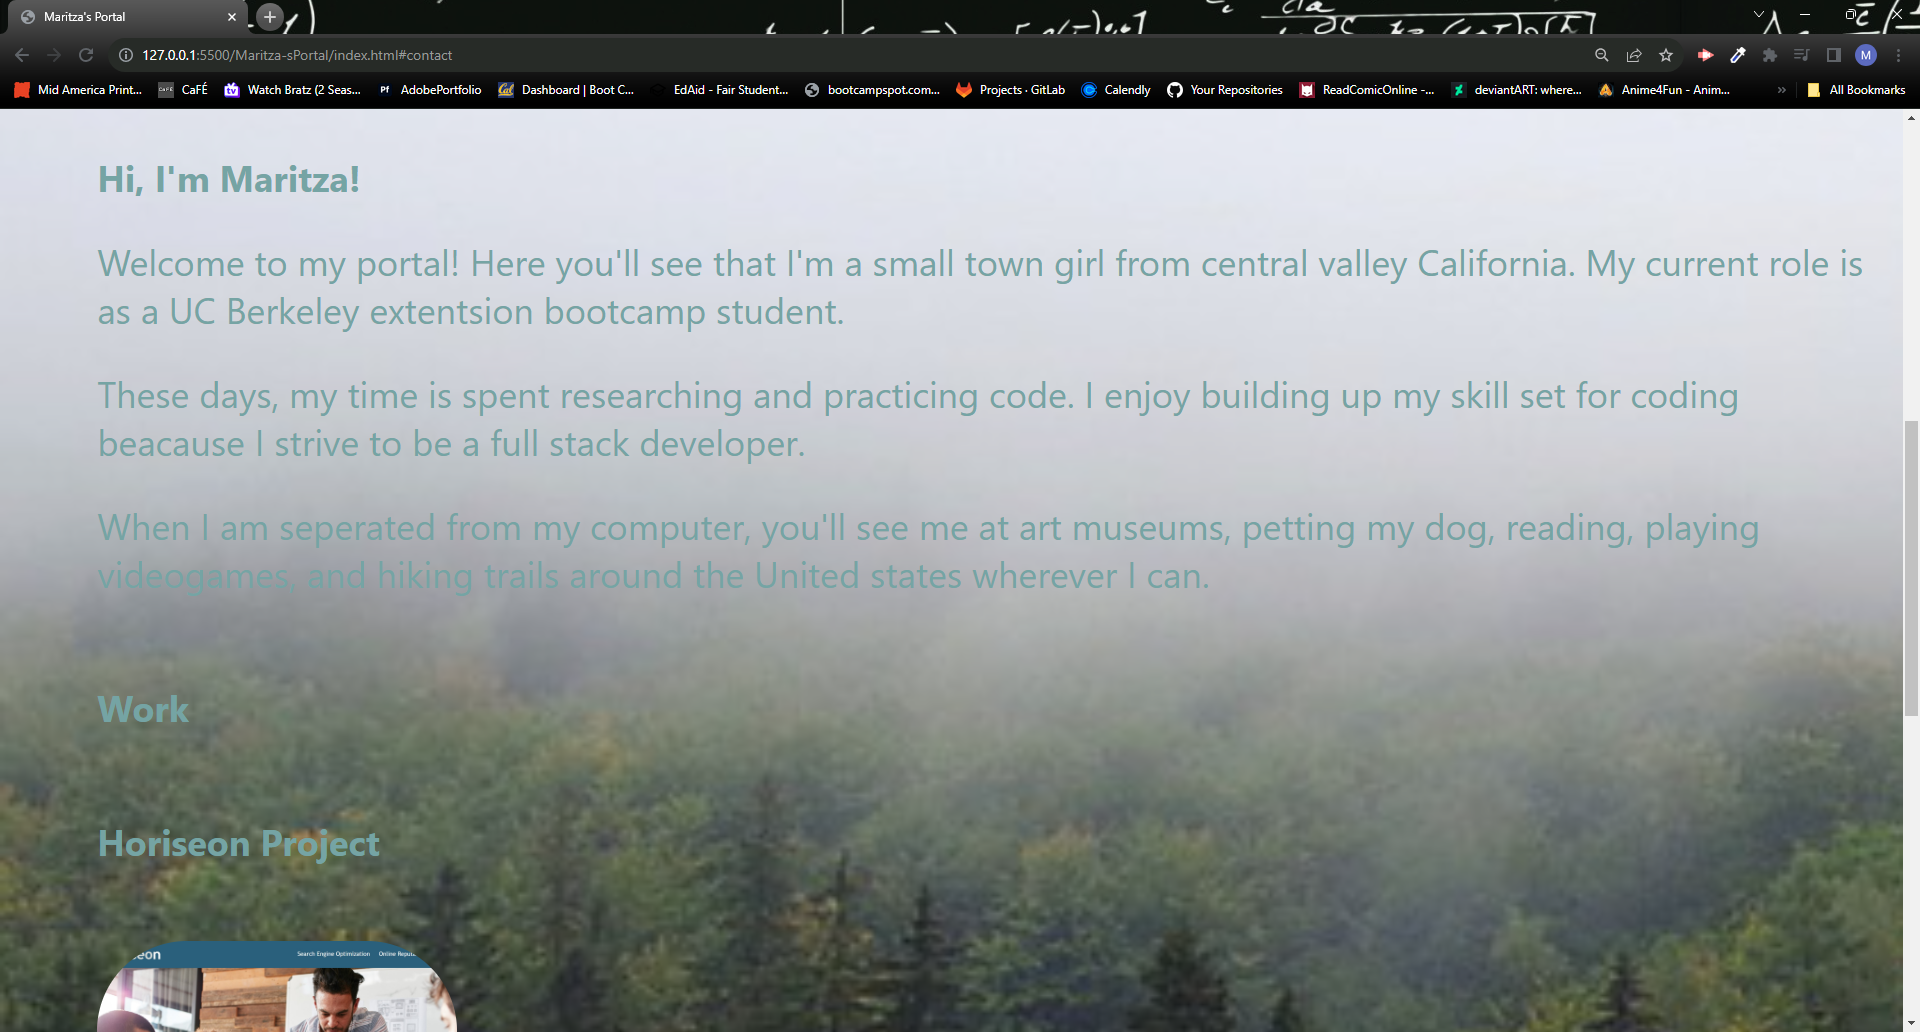 Maritza's Portal
127.0.0.1:5500/Maritza-sPortal/index.html#contact
M
Mid America Print... CaFÉ Watch Bratz (2 Seas... AdobePortfolio Dashboard | Boot C... EdAid - Fair Student... bootcampspot.com... Projects · GitLab Calendly Your Repositories ReadComicOnline -... deviantART: where... Anime4Fun - Anim... » All Bookmarks
Hi, I'm Maritza!
Welcome to my portal! Here you'll see that I'm a small town girl from central valley California. My current role is
as a UC Berkeley extentsion bootcamp student.
These days, my time is spent researching and practicing code. I enjoy building up my skill set for coding
beacause I strive to be a full stack developer.
When I am seperated from my computer, you'll see me at art museums, petting my dog, reading, playing
videogames, and hiking trails around the United states wherever I can.
Work
Horiseon Project
eon Search Engine Optimization Online Reput